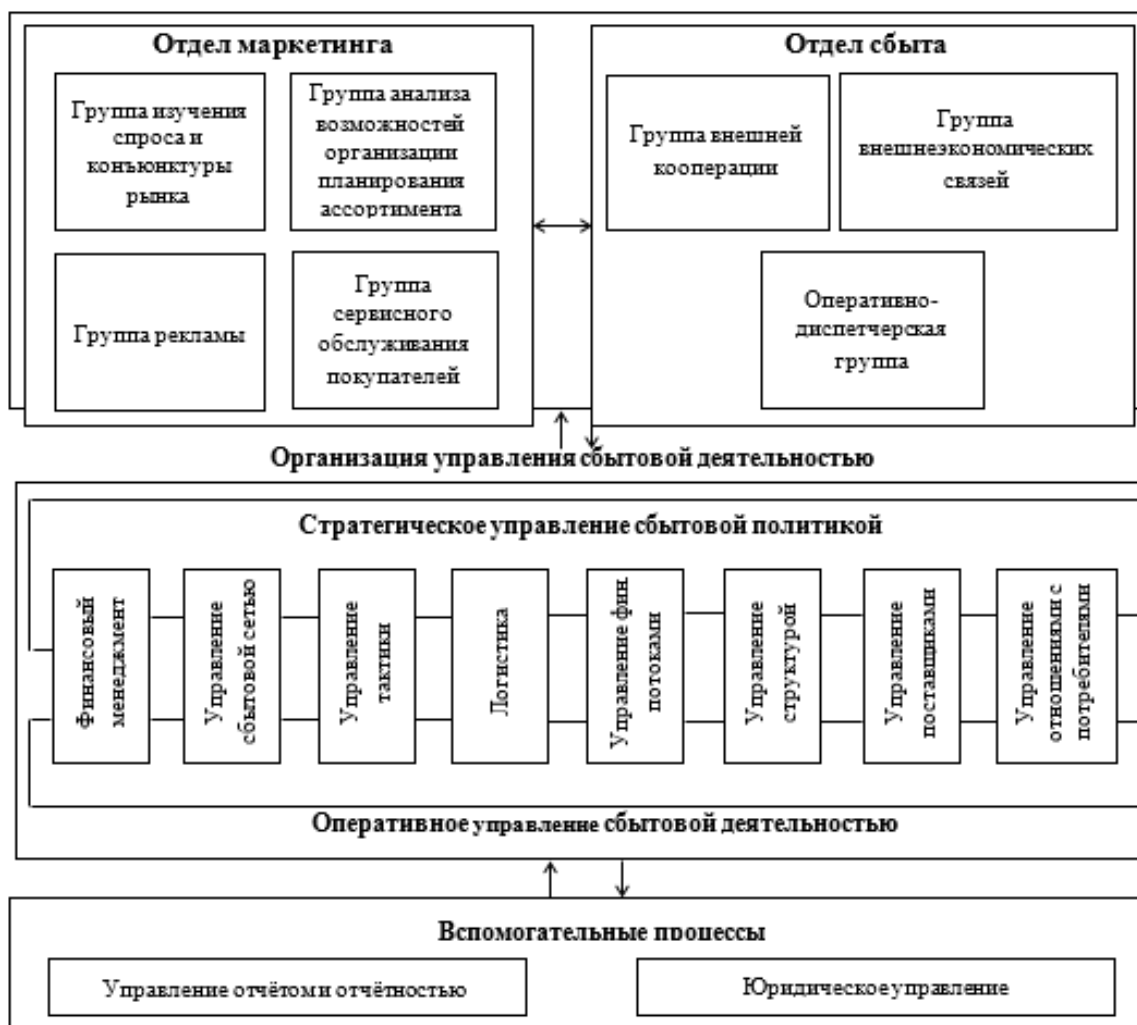 Отдел маркетинга
Группа изучения
спроса и
конъюнктуры
рынка
Группа анализа
возможностей
организации
планирования
ассортимента
Группа рекламы
Группа
сервисного
обслуживания
покупателей
Отдел сбыта
Группа внешней
кооперации
Группа
внешнеэкономических
связей
Оперативно-
диспетчерская
группа
Организация управления сбытовой деятельностью
Стратегическое управление сбытовой политикой
Финансовый
менеджмент
Управление
сбытовой сетью
Управление
тактики
Логистика
Управление фин.
потоками
Управление
структурой
Управление
поставщиками
Управление
отношениями с
потребителями
Оперативное управление сбытовой деятельностью
Вспомогательные процессы
Управление отчётом и отчётностью
Юридическое управление